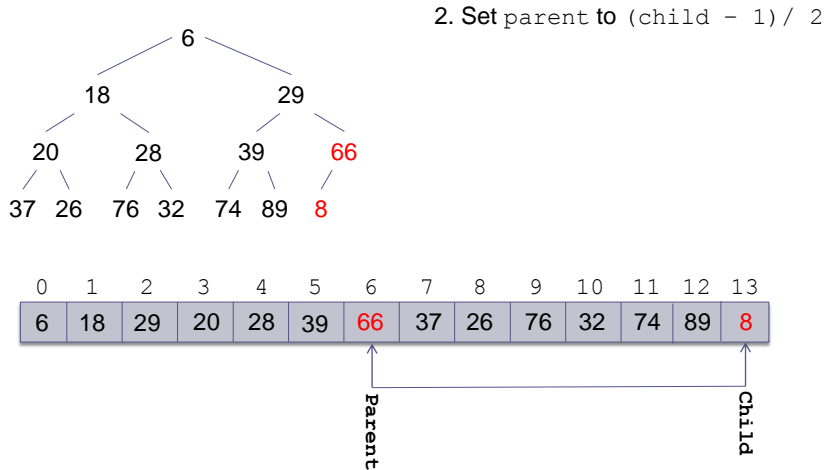 2. Set parent to (child – 1)/ 2
6
18 29
20 28 39 66
37 26 76 32 74 89 8
0 1 2 3 4 5 6 7 8 9 10 11 12 13
6 18 29 20 28 39 66 37 26 76 32 74 89 8
Parent
Child